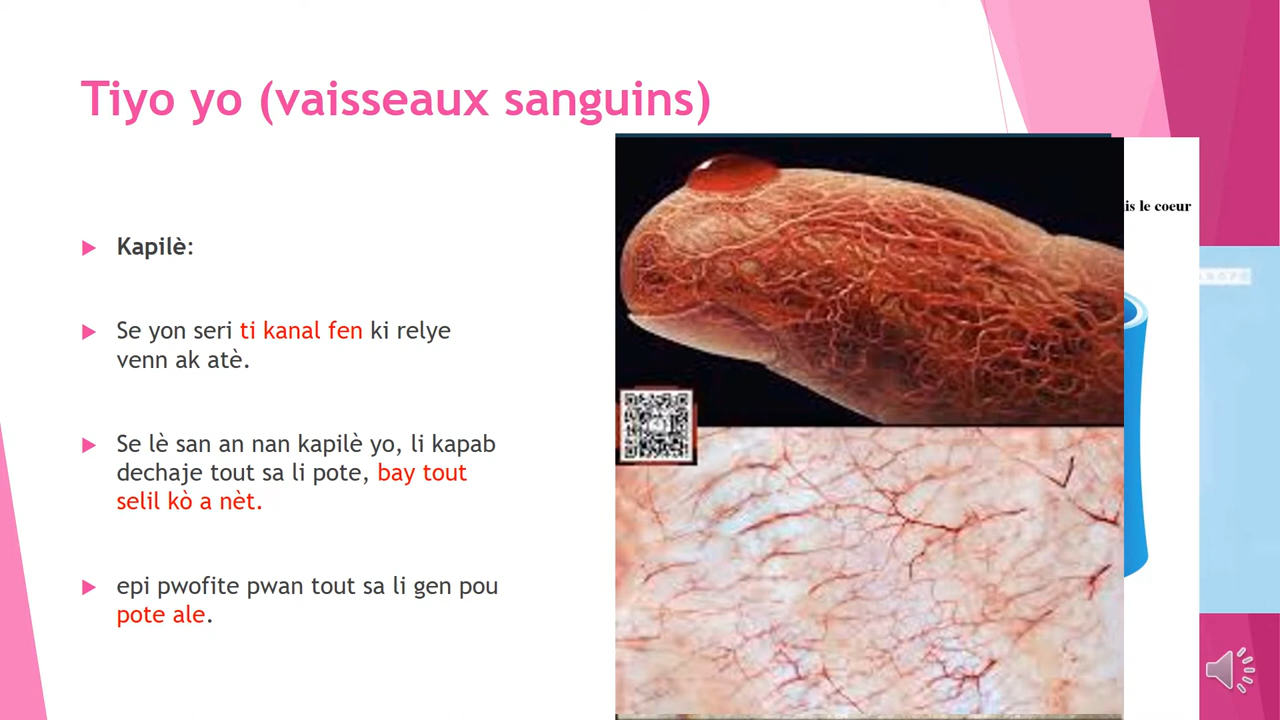 Tiyo yo (vaisseaux sanguins)
Kapilè:
Se yon seri ti kanal fen ki relye
venn ak atè.
Se lè san an nan kapilè yo, li kapab
dechaje tout sa li pote, bay tout
selil kò a nèt.
epi pwofite pwan tout sa li gen pou
pote ale.
le coeur